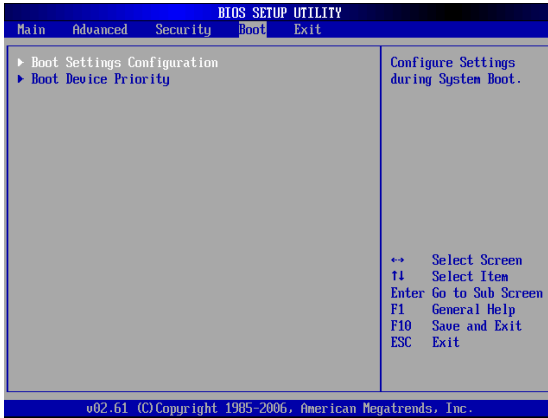 BIOS SETUP UTILITY
Main Advanced Security Boot Exit
Boot Settings Configuration
Boot Device Priority
Configure Settings
during System Boot.
↔ Select Screen
↑↓ Select Item
Enter Go to Sub Screen
F1 General Help
F10 Save and Exit
ESC Exit
v02.61 (C)Copyright 1985-2006, American Megatrends, Inc.